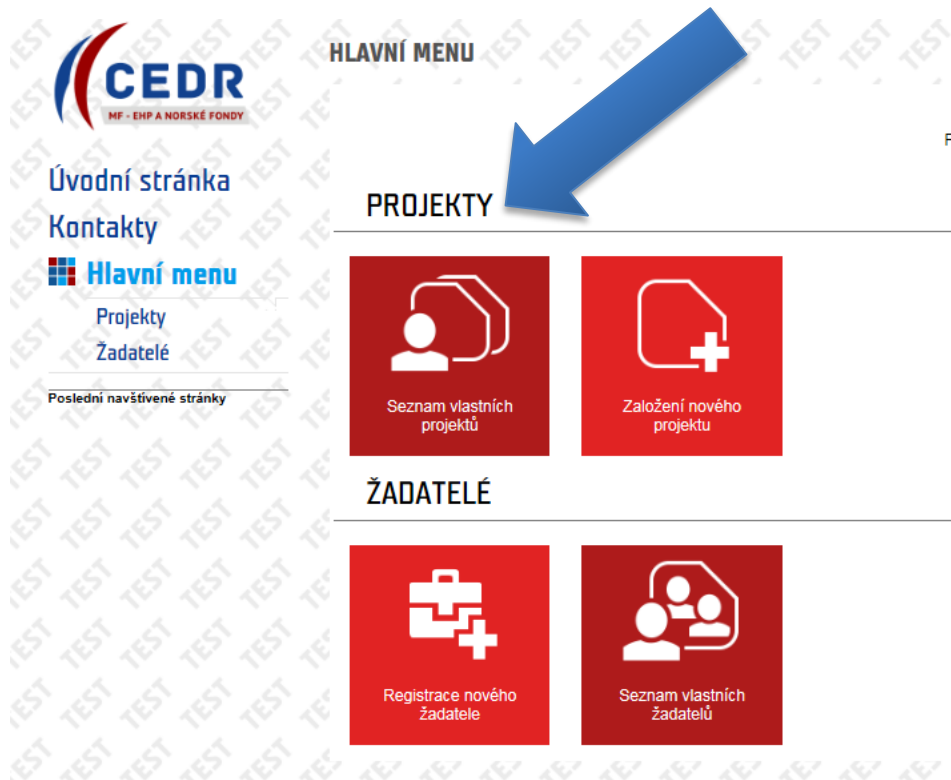 CEDR
MF - EHP A NORSKÉ FONDY
HLAVNÍ MENU
Úvodní stránka
Kontakty
Hlavní menu
Projekty
Žadatelé
Poslední navštívené stránky
PROJEKTY
Seznam vlastních
projektů
Založení nového
projektu
ŽADATELÉ
Registrace nového
žadatele
Seznam vlastních
žadatelů
TEST